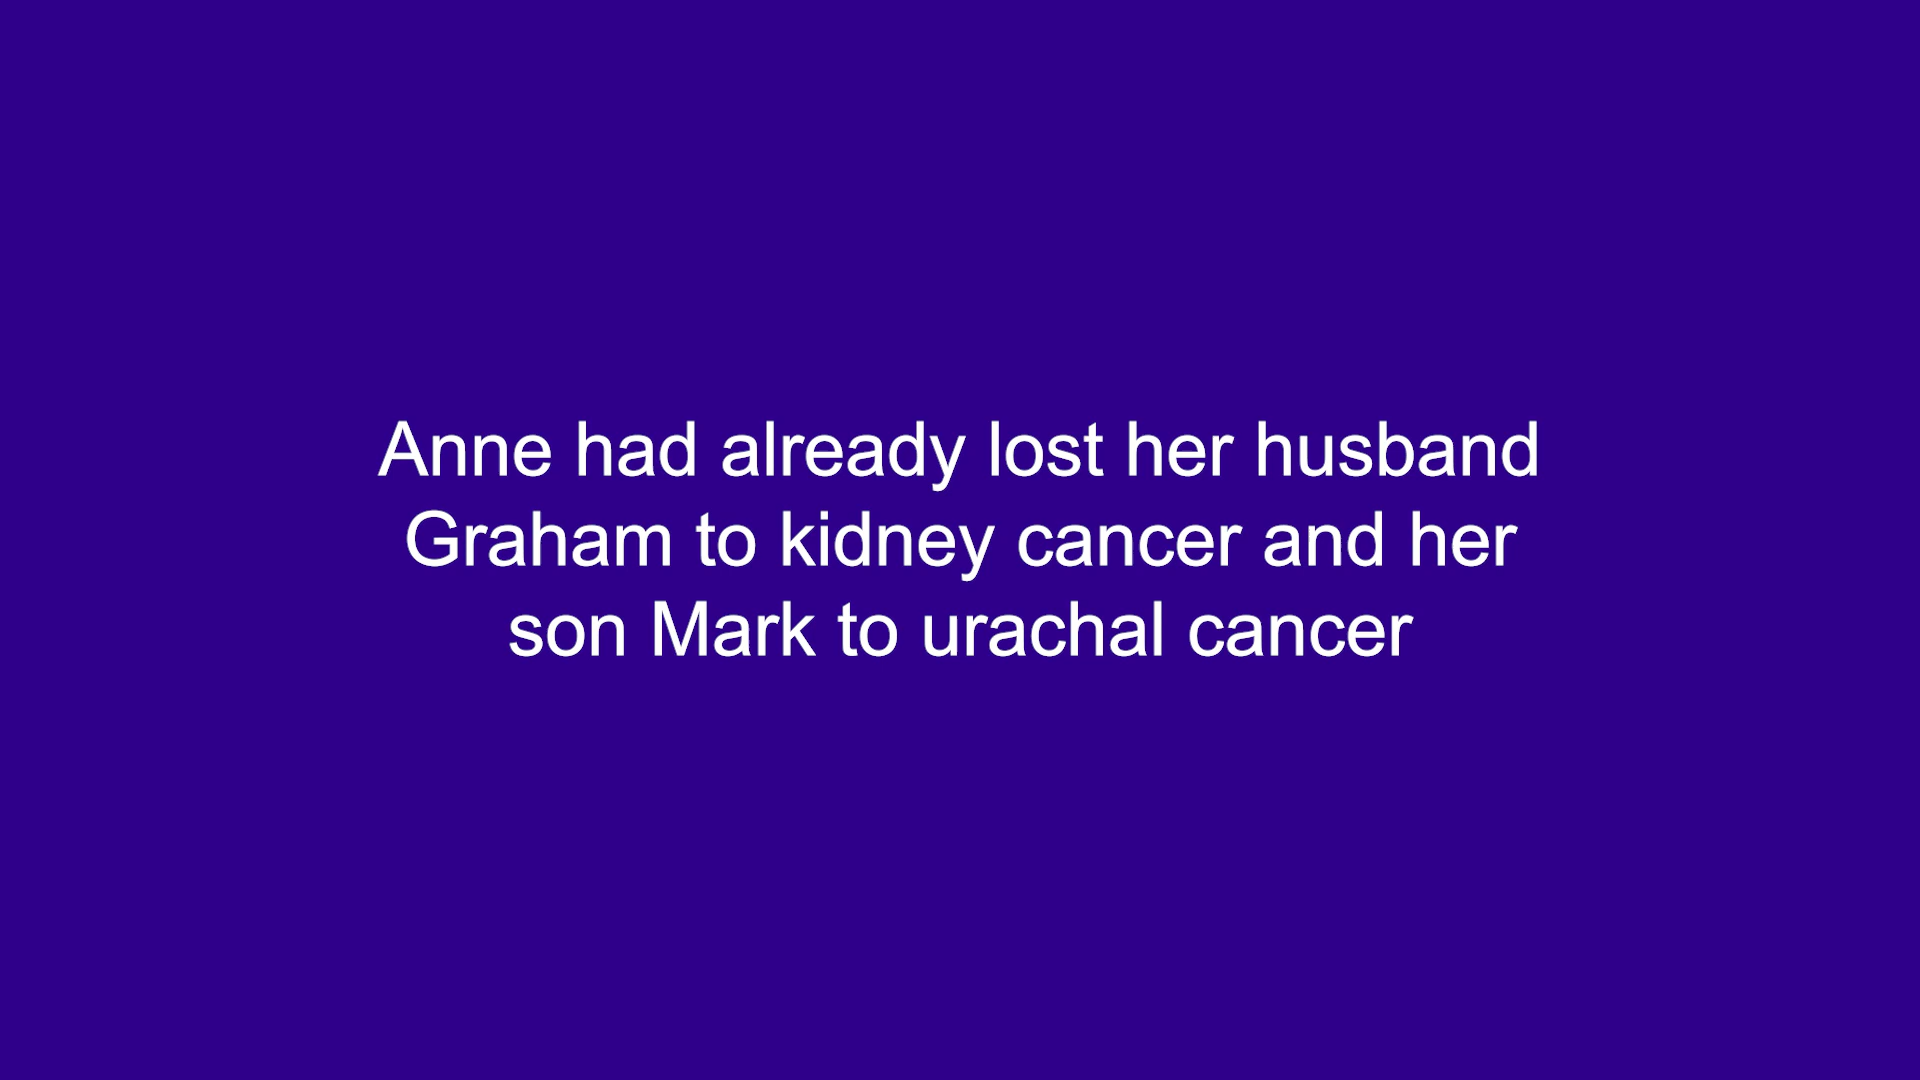 Anne had already lost her husband
Graham to kidney cancer and her
son Mark to urachal cancer